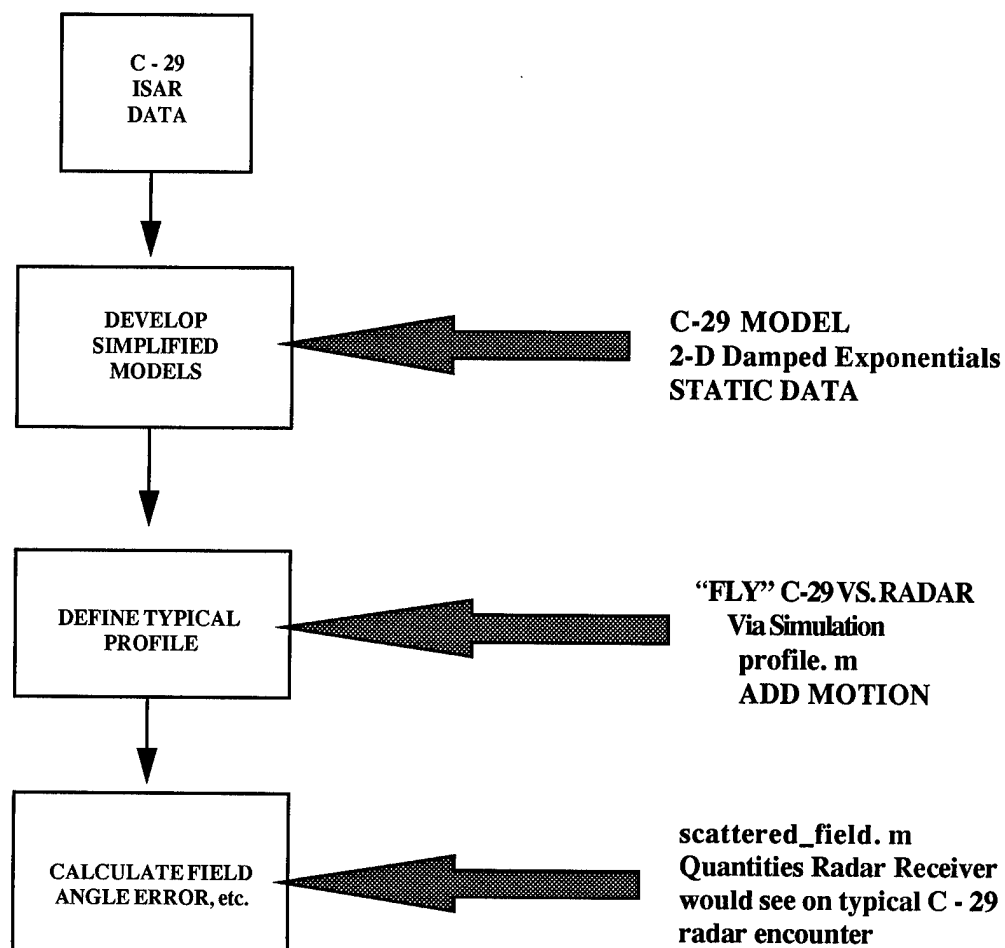 C - 29
ISAR
DATA
DEVELOP
SIMPLIFIED
MODELS
C-29 MODEL
2-D Damped Exponentials
STATIC DATA
DEFINE TYPICAL
PROFILE
“FLY” C-29 VS. RADAR
Via Simulation
profile. m
ADD MOTION
CALCULATE FIELD
ANGLE ERROR, etc.
scattered_field. m
Quantities Radar Receiver
would see on typical C - 29
radar encounter